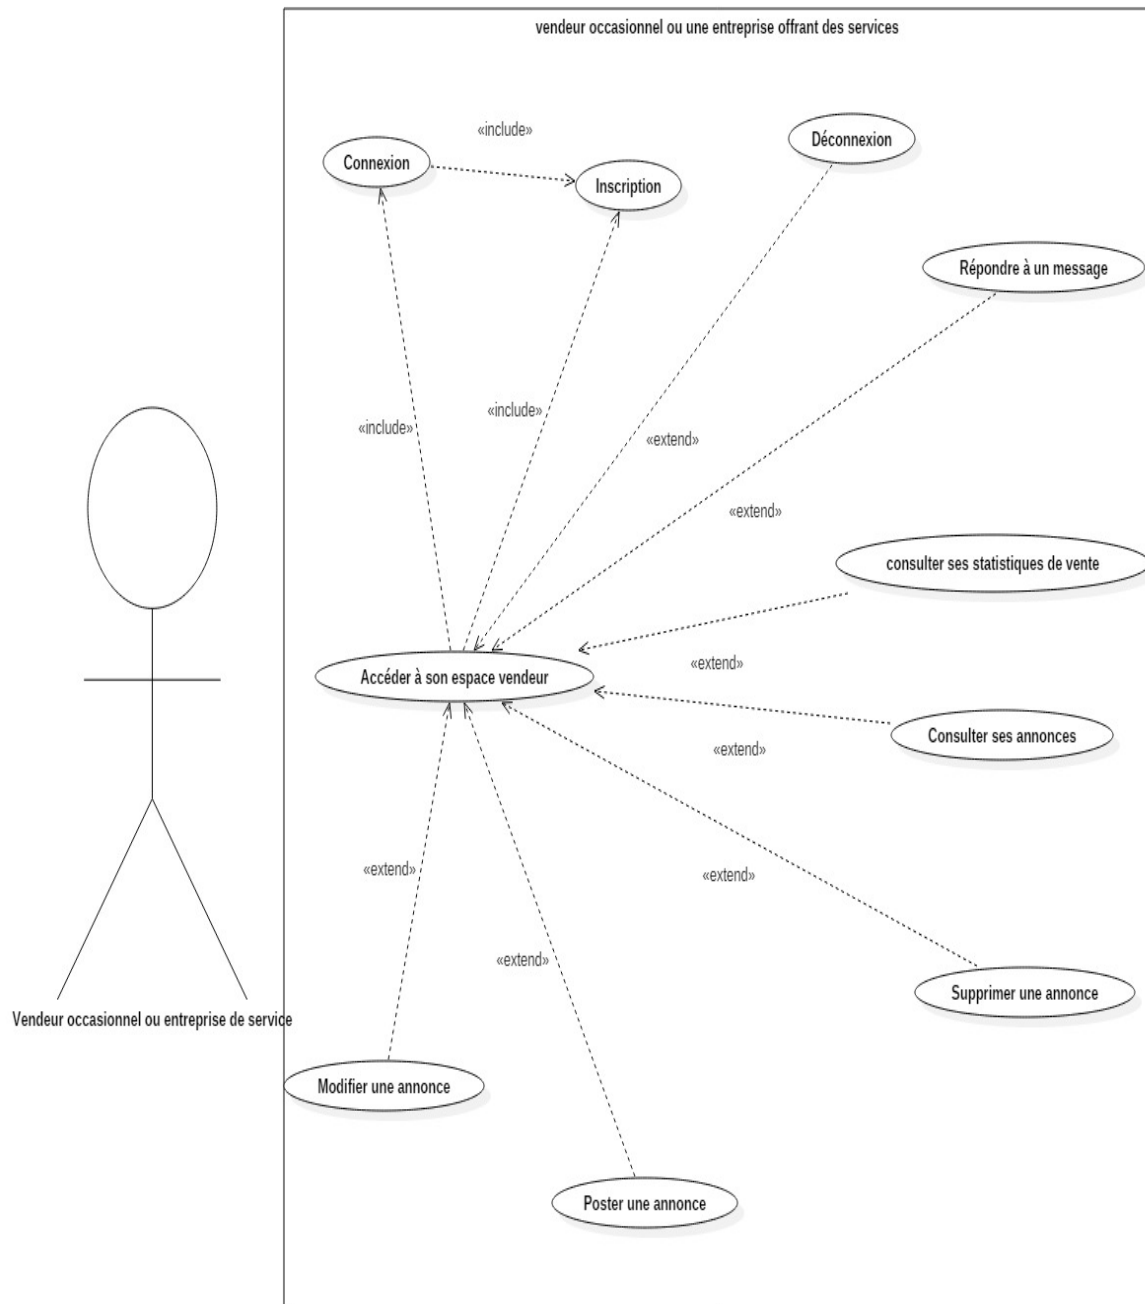 vendeur occasionnel ou une entreprise offrant des services
«include»
Déconnexion
Connexion
Inscription
Répondre à un message
«include»
«include»
«extend»
«extend»
consulter ses statistiques de vente
«extend»
Accéder à son espace vendeur
Consulter ses annonces
«extend»
«extend»
«extend»
«extend»
Supprimer une annonce
Vendeur occasionnel ou entreprise de service
Modifier une annonce
Poster une annonce